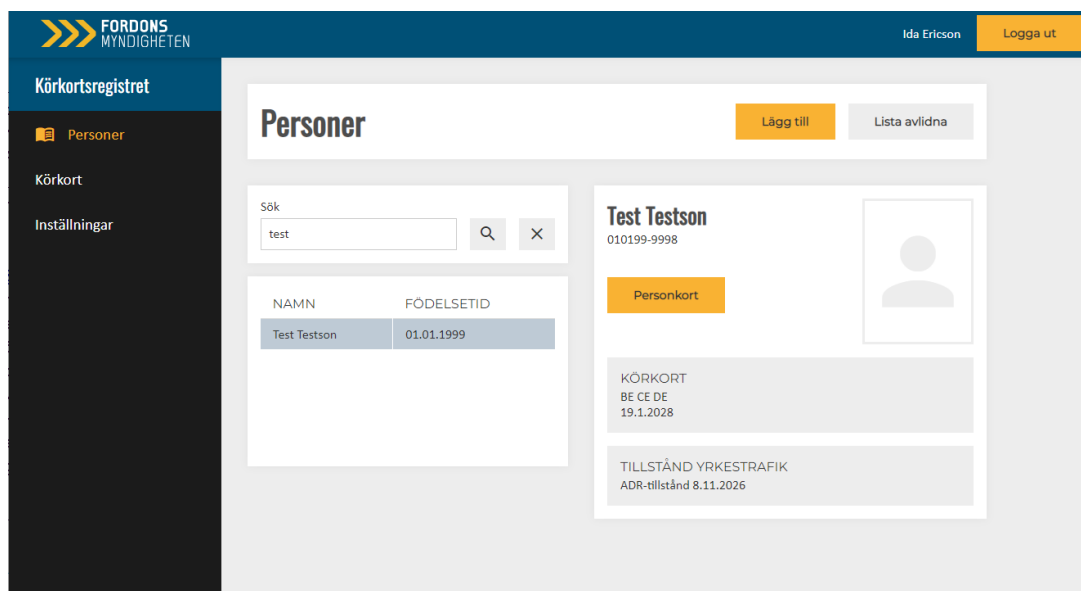 FORDONS
MYNDIGHETEN
Ida Ericson
Logga ut
Körkortsregistret
Personer
Körkort
Inställningar
Personer
Lägg till
Lista avlidna
Sök
test
NAMN FÖDELSETID
Test Testson 01.01.1999
Test Testson
010199-9998
Personkort
KÖRKORT
BE CE DE
19.1.2028
TILLSTÅND YRKESTRAFIK
ADR-tillstånd 8.11.2026